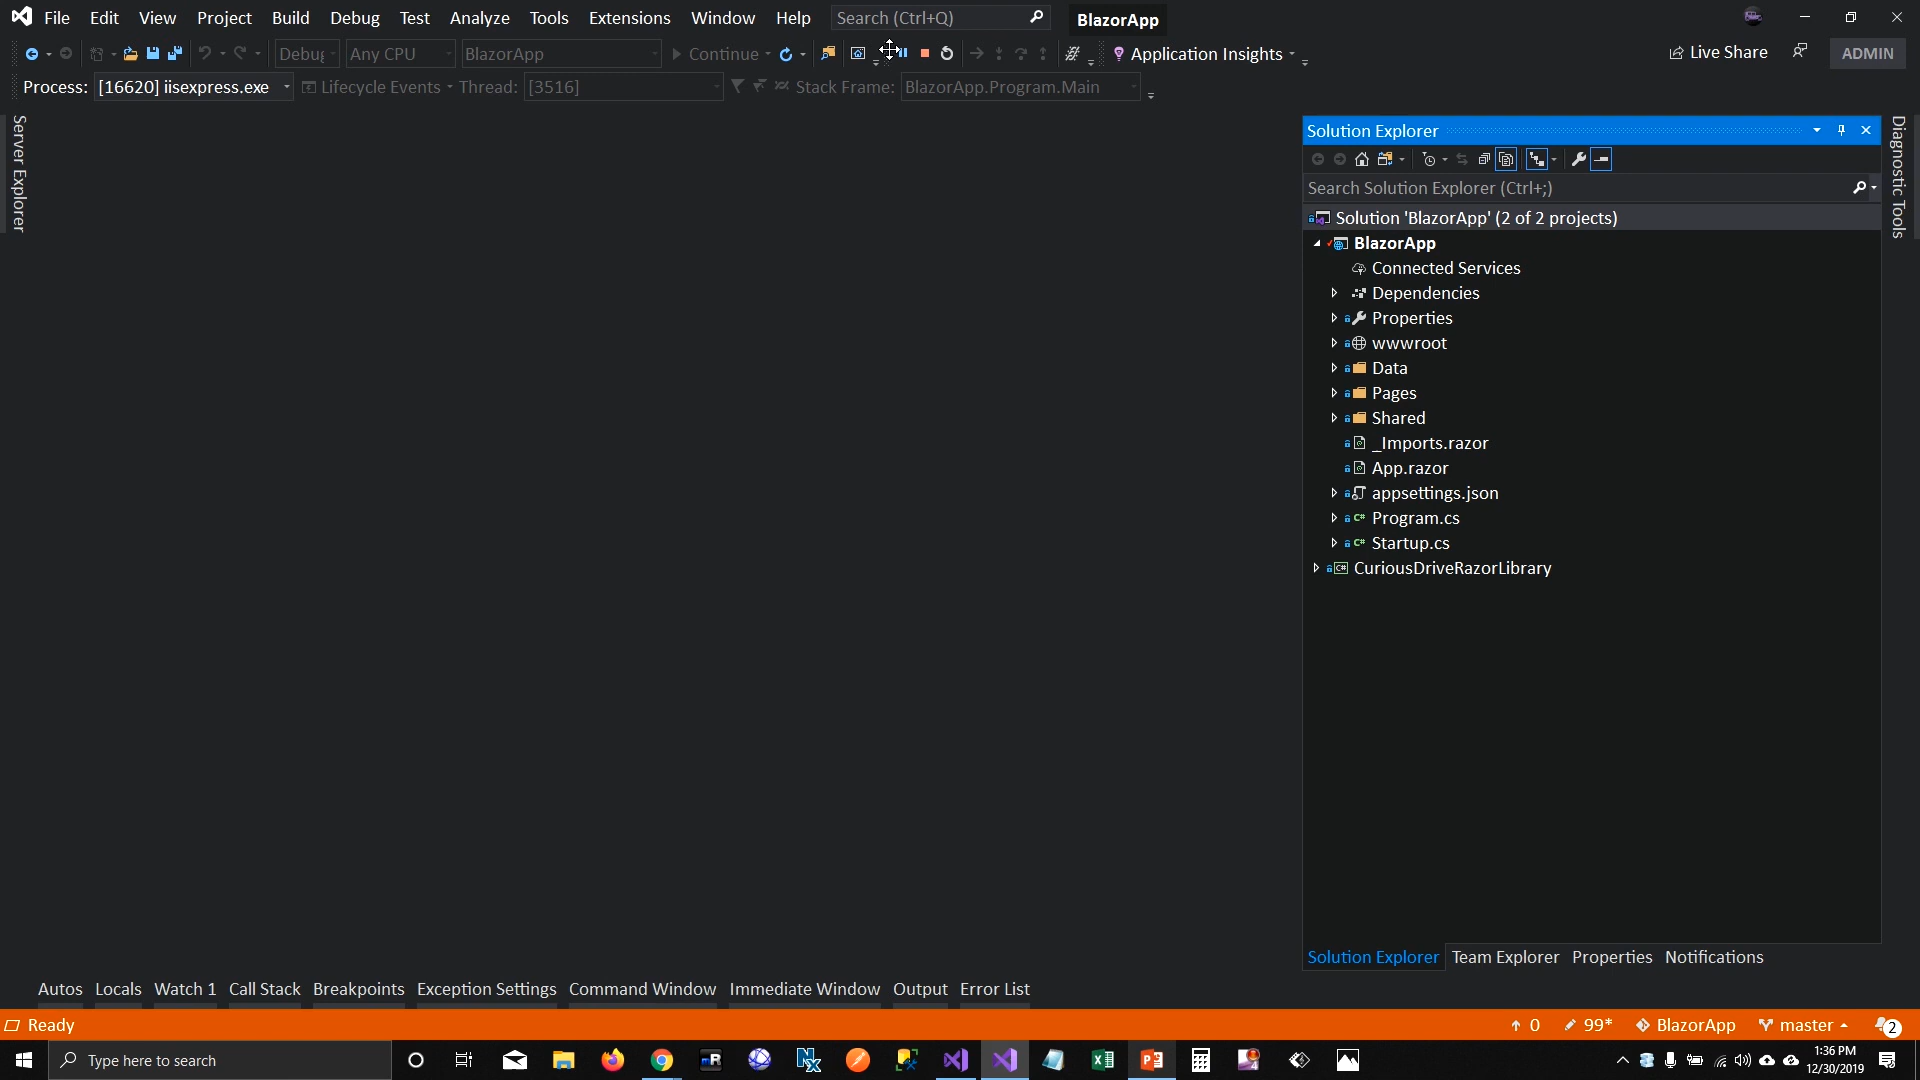 File Edit View Project Build Debug Test Analyze Tools Extensions Window Help Search (Ctrl+Q) BlazorApp
Debug Any CPU BlazorApp Continue Application Insights Live Share ADMIN
Process: [16620] iisexpress.exe Lifecycle Events Thread: [3516] Stack Frame: BlazorApp.Program.Main
Server Explorer
Solution Explorer
Search Solution Explorer (Ctrl+;)
Solution 'BlazorApp' (2 of 2 projects)
BlazorApp
Connected Services
Dependencies
Properties
wwwroot
Data
Pages
Shared
_Imports.razor
App.razor
appsettings.json
C# Program.cs
C# Startup.cs
C# CuriousDriveRazorLibrary
Diagnostic Tools
Solution Explorer Team Explorer Properties Notifications
Autos Locals Watch 1 Call Stack Breakpoints Exception Settings Command Window Immediate Window Output Error List
Ready 0 99* BlazorApp master 2
Type here to search
1:36 PM
12/30/2019